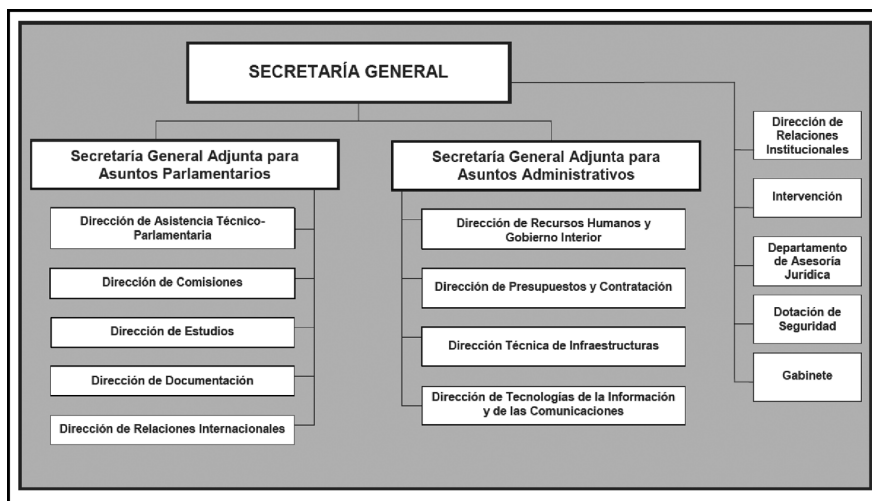 SECRETARÍA GENERAL
Secretaría General Adjunta para
Asuntos Parlamentarios
Dirección de Asistencia Técnico-
Parlamentaria
Dirección de Comisiones
Dirección de Estudios
Dirección de Documentación
Dirección de Relaciones Internacionales
Secretaría General Adjunta para
Asuntos Administrativos
Dirección de Recursos Humanos y
Gobierno Interior
Dirección de Presupuestos y Contratación
Dirección Técnica de Infraestructuras
Dirección de Tecnologías de la Información
y de las Comunicaciones
Dirección de
Relaciones
Institucionales
Intervención
Departamento
de Asesoría
Jurídica
Dotación de
Seguridad
Gabinete